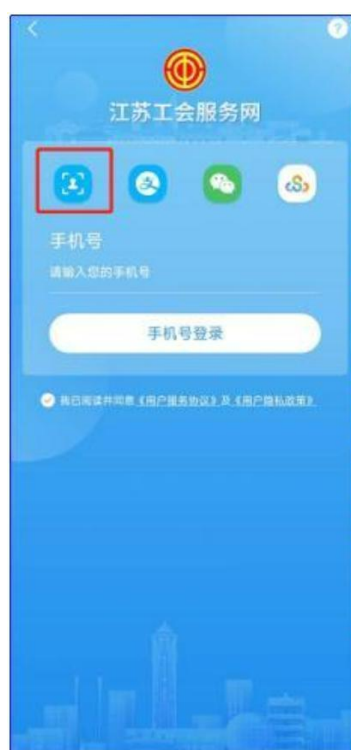 江苏工会服务网
手机号
请输入您的手机号
手机号登录
我已阅读并同意《用户服务协议》及《用户隐私政策》